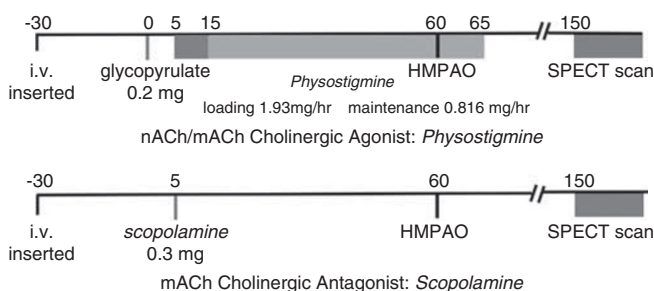 -30 0 5 15 60 65 150
i.v. glycopyrulate Physostigmine HMPAO SPECT scan
inserted 0.2 mg
loading 1.93mg/hr maintenance 0.816 mg/hr
nACh/mACh Cholinergic Agonist: Physostigmine
-30 5 60 150
i.v. scopolamine HMPAO SPECT scan
inserted 0.3 mg
mACh Cholinergic Antagonist: Scopolamine